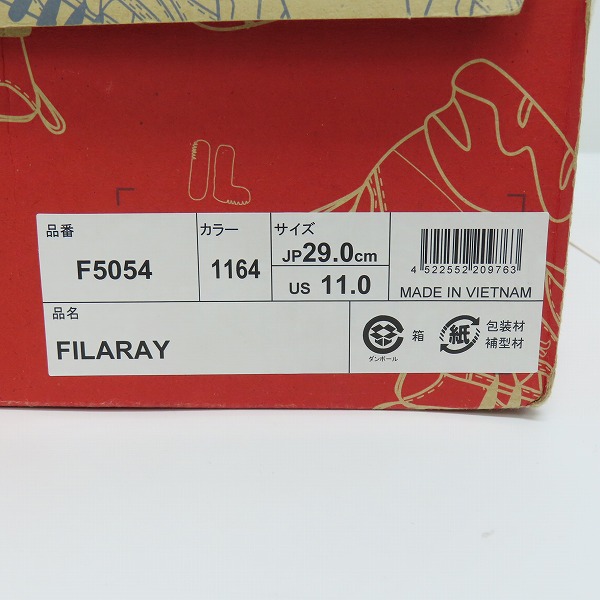 品番 カラー サイズ
F5054 1164 JP29.0cm
US 11.0
4 522552 209763
MADE IN VIETNAM
品名
FILARAY
ダンボール
箱
紙
包装材
補型材